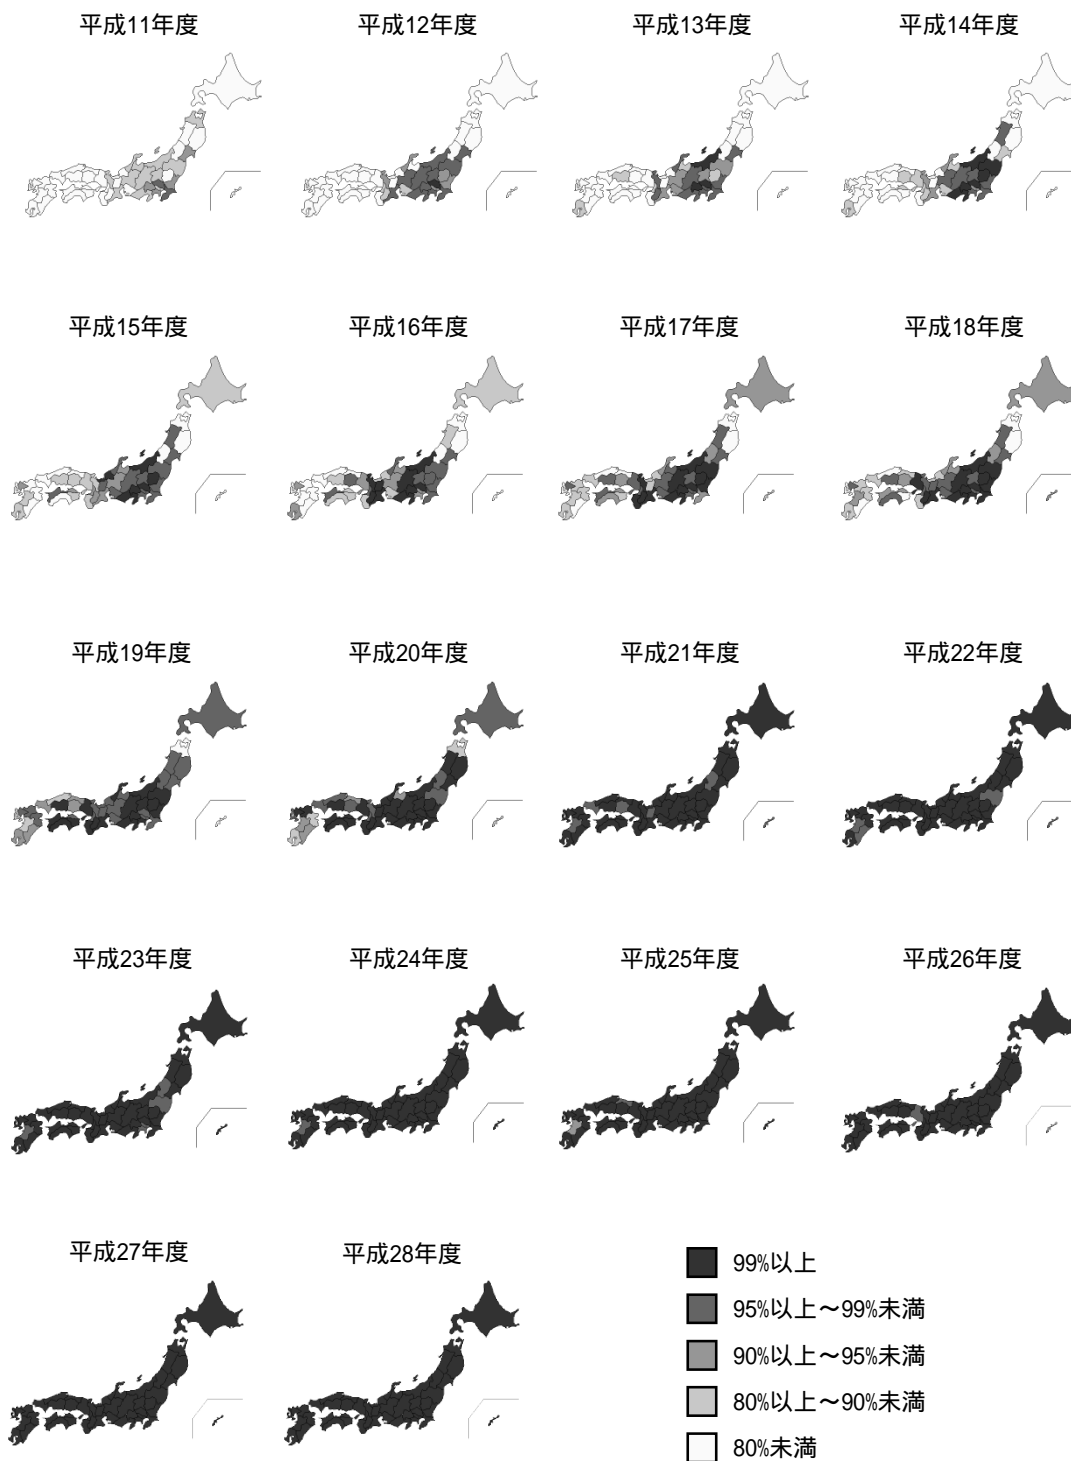 平成11年度
平成12年度
平成13年度
平成14年度
平成15年度
平成16年度
平成17年度
平成18年度
平成19年度
平成20年度
平成21年度
平成22年度
平成23年度
平成24年度
平成25年度
平成26年度
平成27年度
平成28年度
99%以上
95%以上～99%未満
90%以上～95%未満
80%以上～90%未満
80%未満